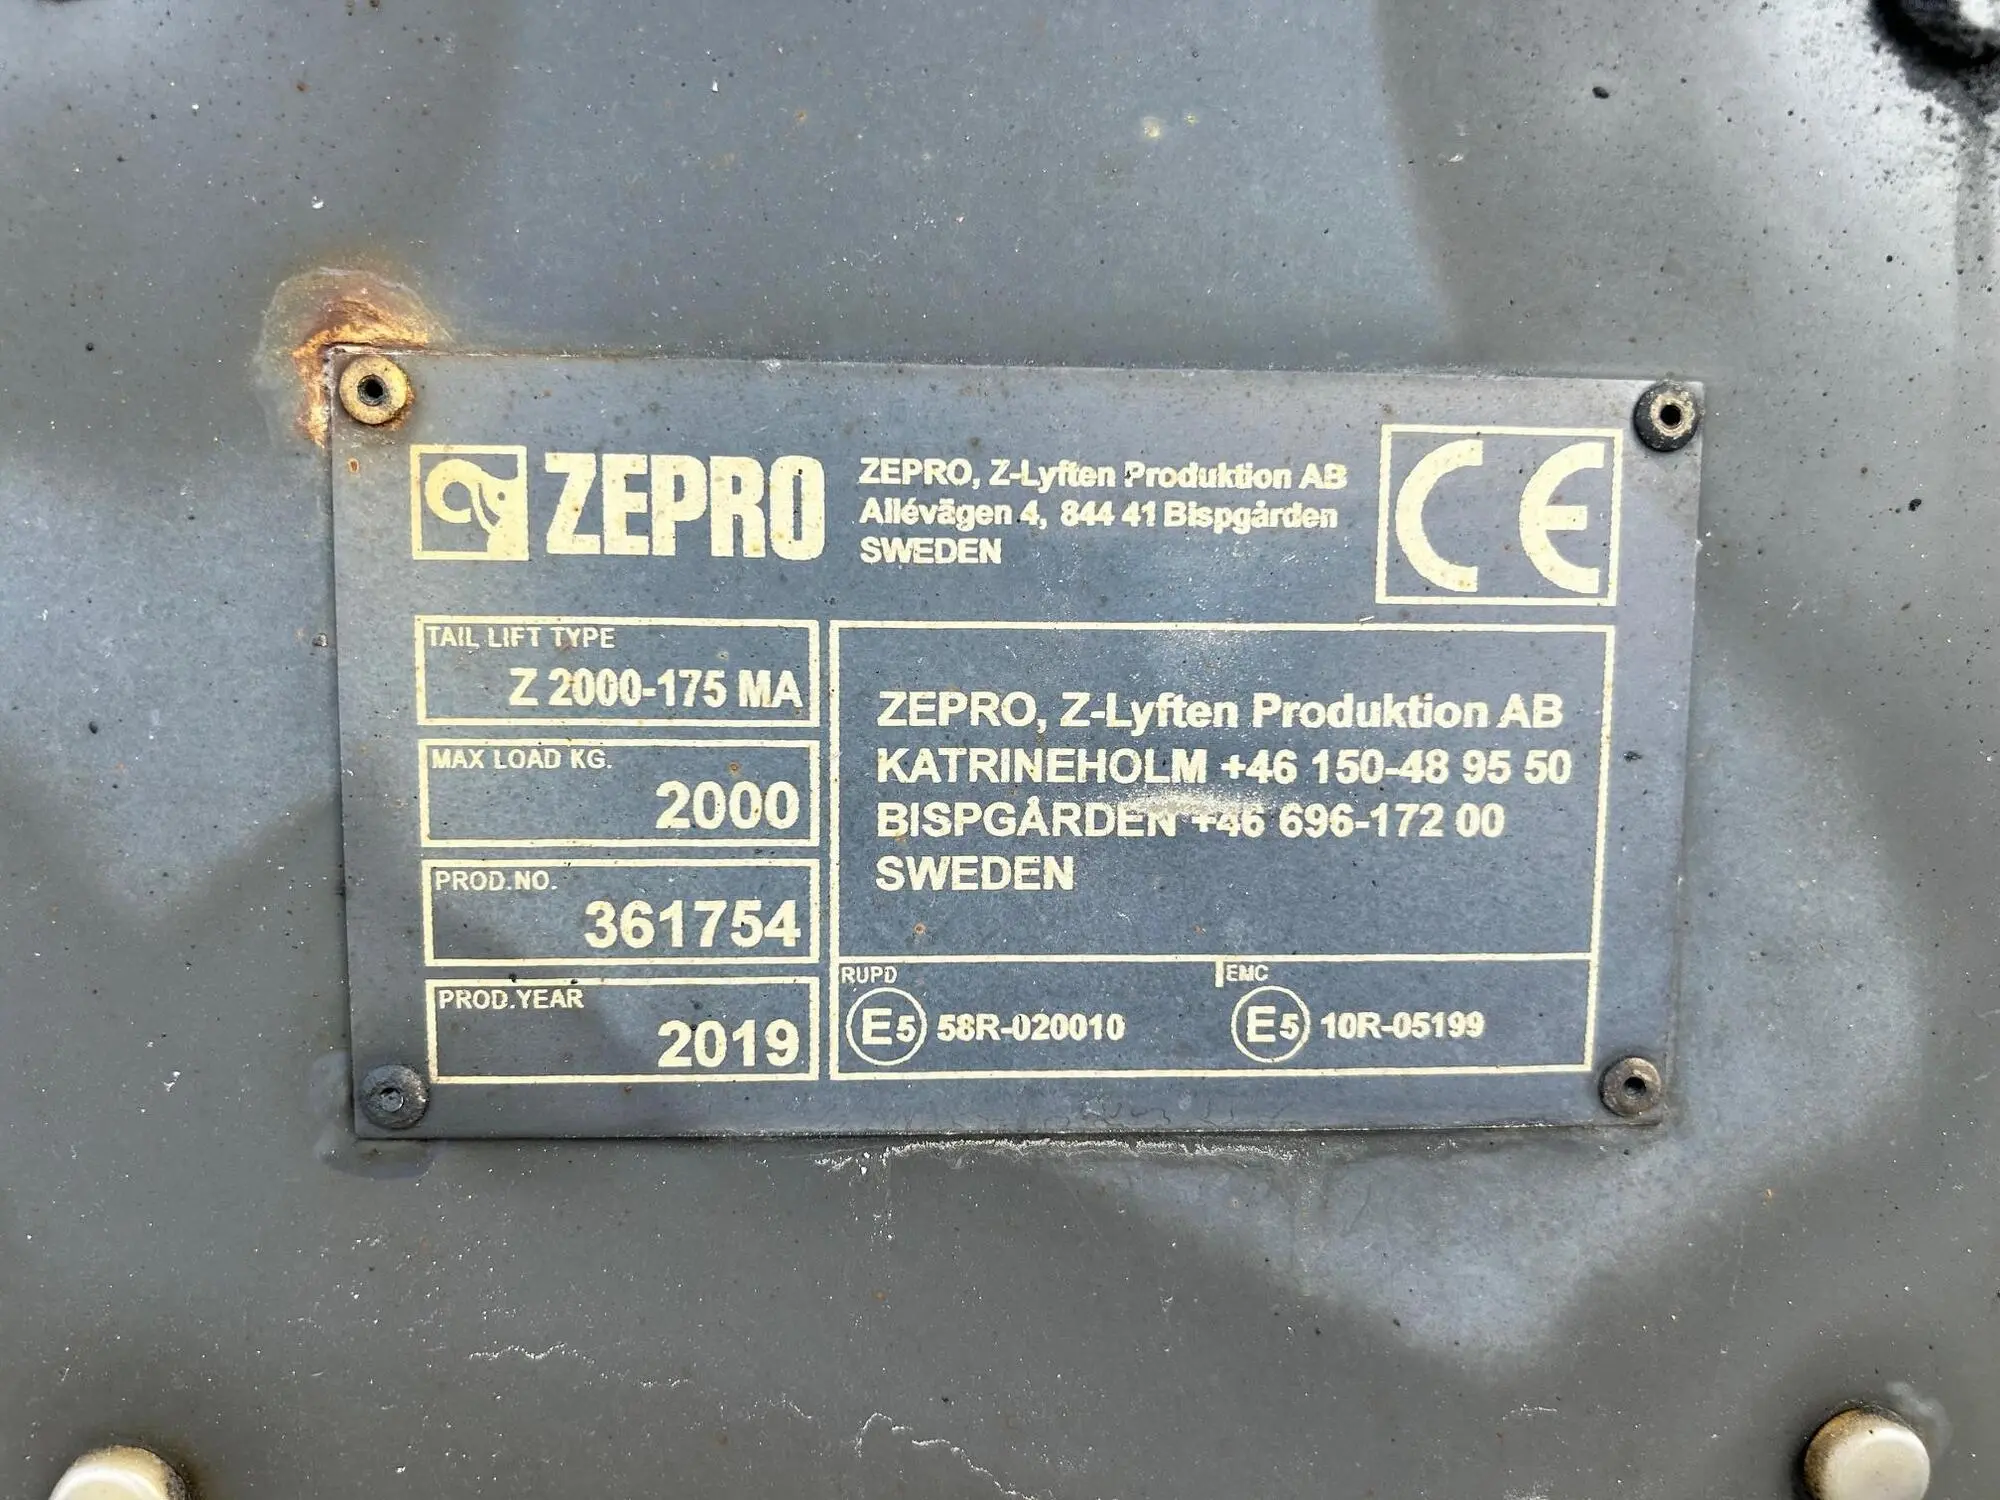 ZEPRO
ZEPRO, Z-Lyften Produktion AB
Allévägen 4, 844 41 Bispgården
SWEDEN
CE
TAIL LIFT TYPE
Z 2000-175 MA
MAX LOAD KG.
2000
PROD.NO.
361754
PROD.YEAR
2019
ZEPRO, Z-Lyften Produktion AB
KATRINEHOLM +46 150-48 95 50
BISPGÅRDEN +46 696-172 00
SWEDEN
RUPD
E5 58R-020010
EMC
E5 10R-05199